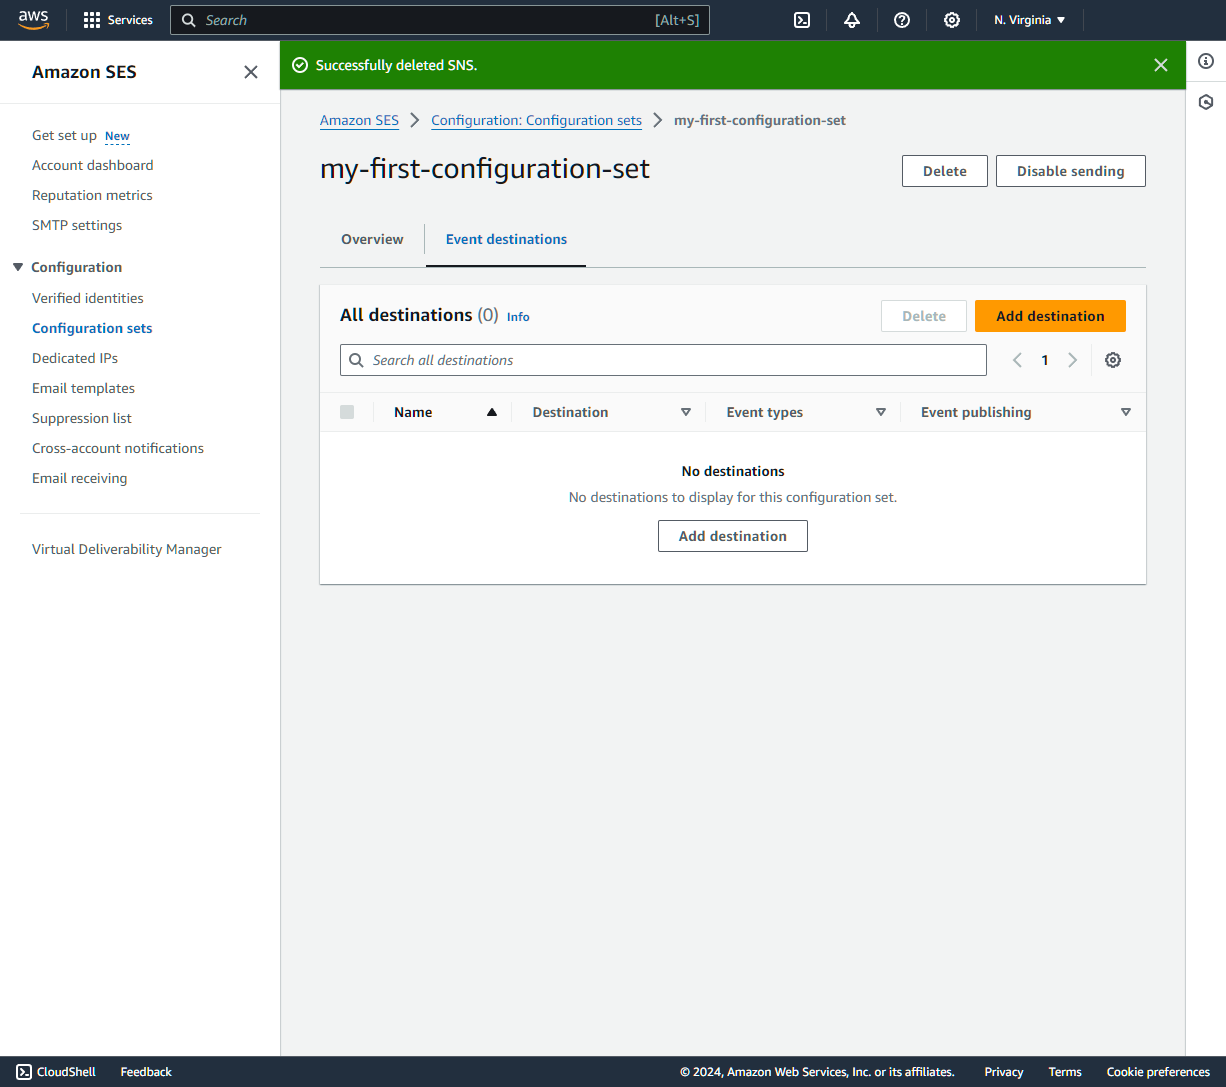 aws
Services
Search
[Alt+S]
N. Virginia
Amazon SES
Get set up New
Account dashboard
Reputation metrics
SMTP settings
Configuration
Verified identities
Configuration sets
Dedicated IPs
Email templates
Suppression list
Cross-account notifications
Email receiving
Virtual Deliverability Manager
Successfully deleted SNS.
Amazon SES
Configuration: Configuration sets
my-first-configuration-set
my-first-configuration-set
Delete
Disable sending
Overview
Event destinations
All destinations (0) Info
Delete
Add destination
Search all destinations
1
Name
Destination
Event types
Event publishing
No destinations
No destinations to display for this configuration set.
Add destination
CloudShell
Feedback
© 2024, Amazon Web Services, Inc. or its affiliates.
Privacy
Terms
Cookie preferences